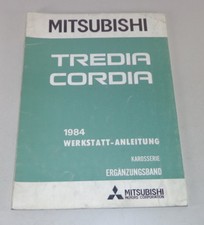 MITSUBISHI
TREDIA
CORDIA
1984
WERKSTATT-ANLEITUNG
KAROSSERIE
ERGÄNZUNGSBAND
MITSUBISHI
MOTORS CORPORATION